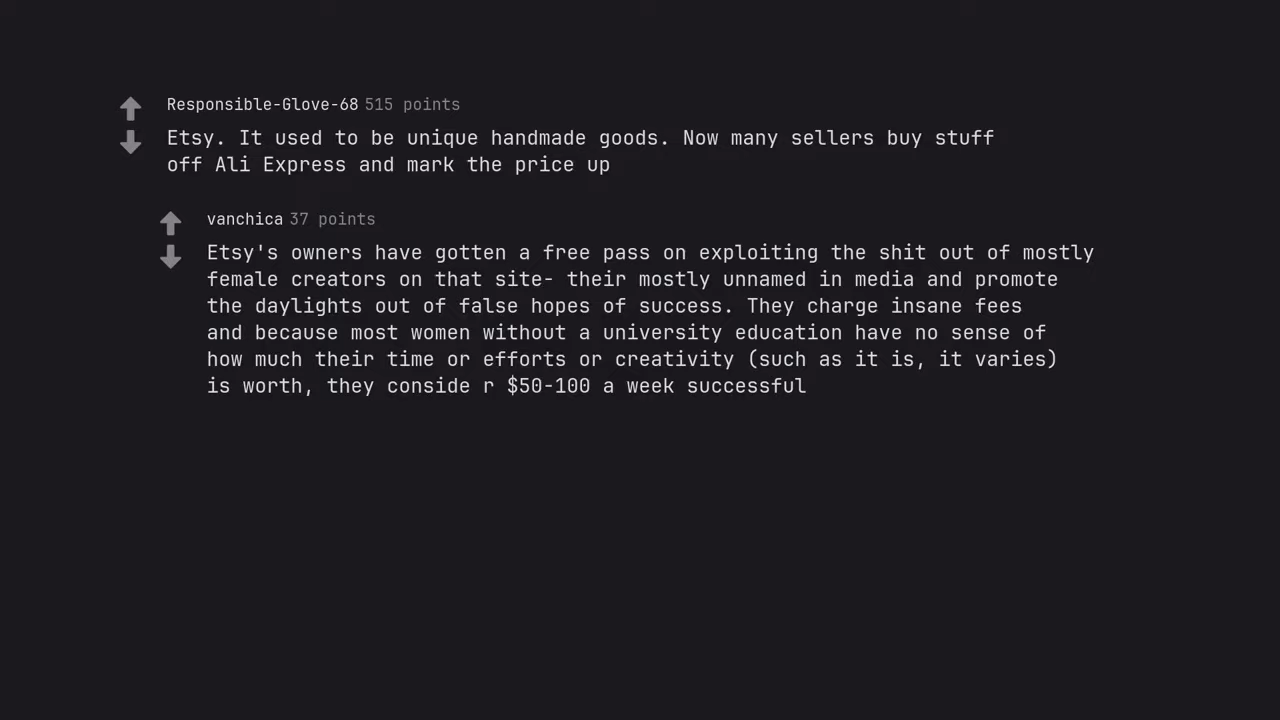 Responsible-Glove-68 515 points
Etsy. It used to be unique handmade goods. Now many sellers buy stuff
off Ali Express and mark the price up
vanchica 37 points
Etsy's owners have gotten a free pass on exploiting the shit out of mostly
female creators on that site- their mostly unnamed in media and promote
the daylights out of false hopes of success. They charge insane fees
and because most women without a university education have no sense of
how much their time or efforts or creativity (such as it is, it varies)
is worth, they conside r $50-100 a week successful